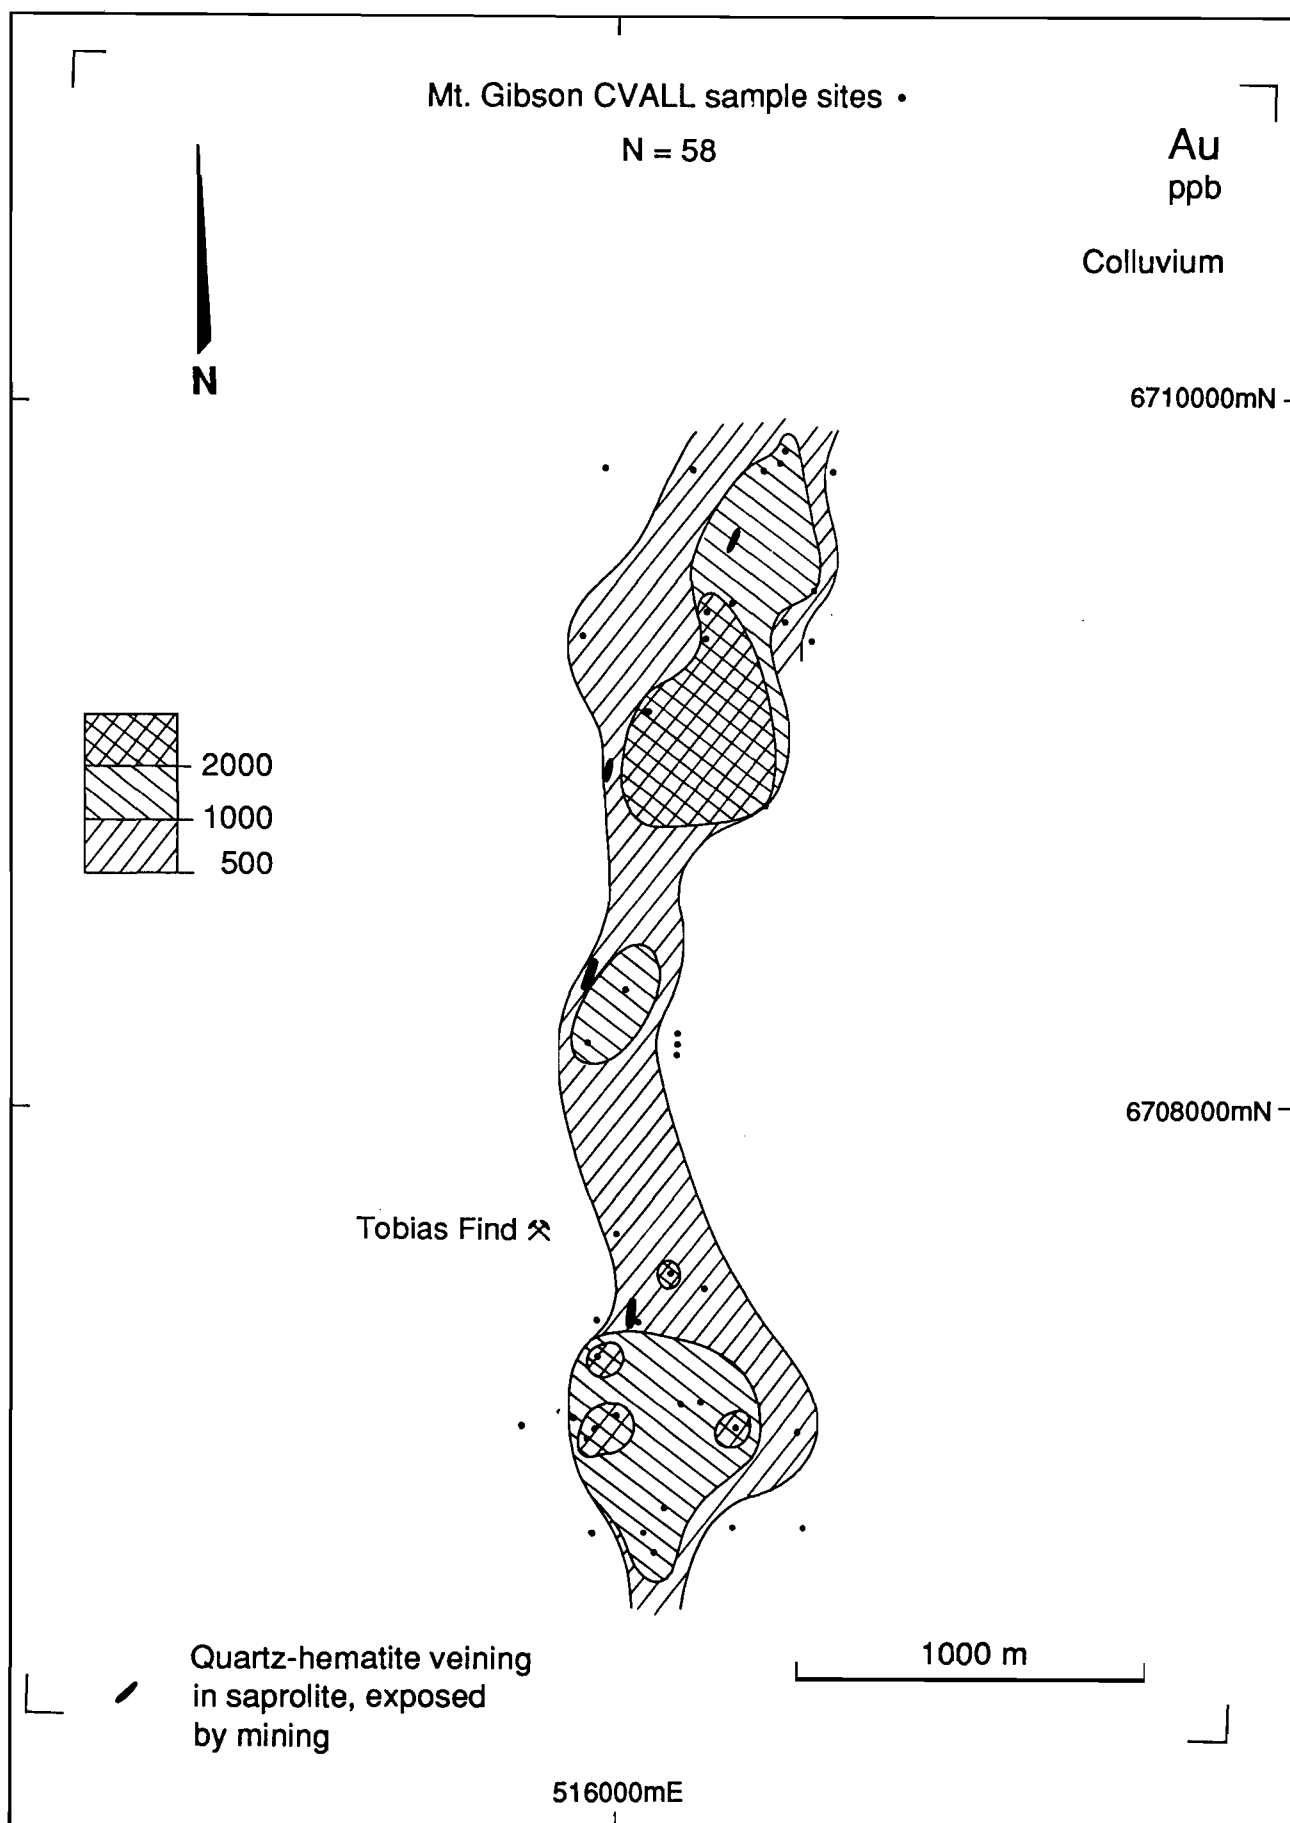 Mt. Gibson CVALL sample sites •
N = 58
Au
ppb
Colluvium
N
6710000mN
2000
1000
500
6708000mN
Tobias Find
Quartz-hematite veining
in saprolite, exposed
by mining
1000 m
516000mE